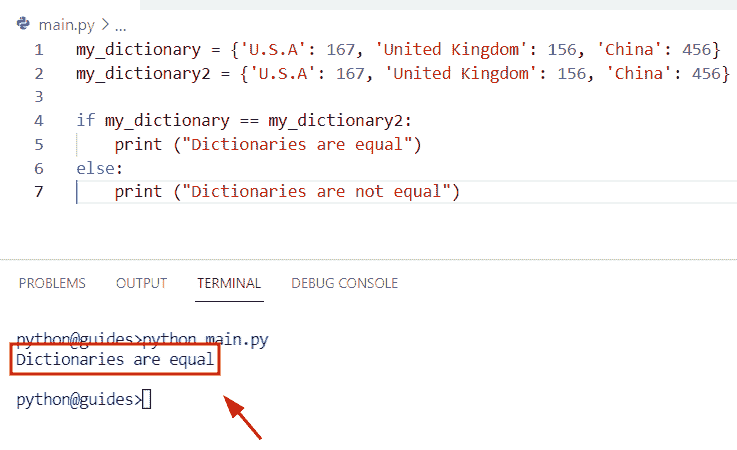 main.py > ...
1 my_dictionary = {'U.S.A': 167, 'United Kingdom': 156, 'China': 456}
2 my_dictionary2 = {'U.S.A': 167, 'United Kingdom': 156, 'China': 456}
3
4 if my_dictionary == my_dictionary2:
5     print ("Dictionaries are equal")
6 else:
7     print ("Dictionaries are not equal")
PROBLEMS OUTPUT TERMINAL DEBUG CONSOLE
python@guides>python main.py
Dictionaries are equal
python@guides>